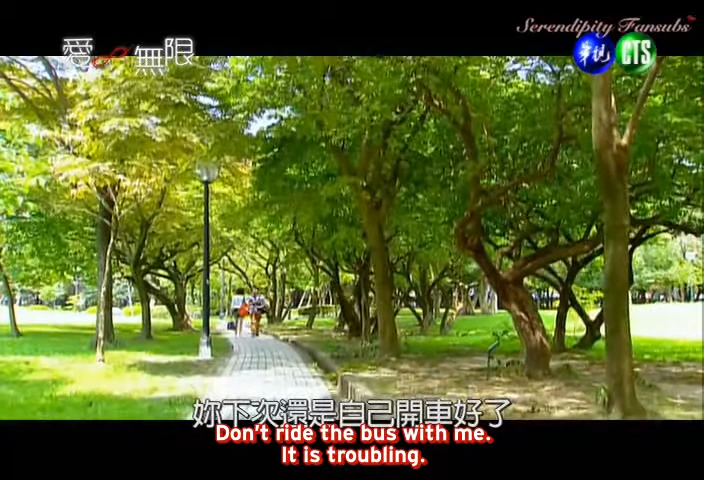 Serendipity Fansubs
愛 無限
華視 CTS
妳下次還是自己開車好了
Don't ride the bus with me.
It is troubling.